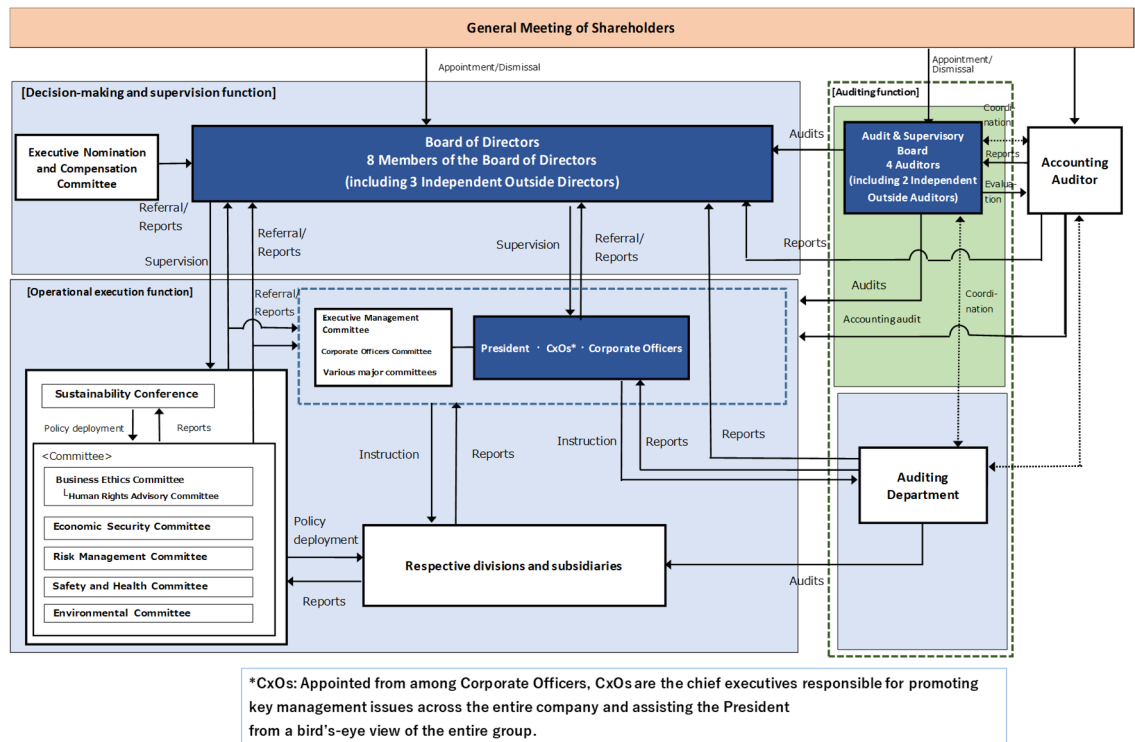 General Meeting of Shareholders
Appointment/Dismissal
Appointment/
Dismissal
[Decision-making and supervision function]
[Auditing function]
Executive Nomination
and Compensation
Committee
Board of Directors
8 Members of the Board of Directors
(including 3 Independent Outside Directors)
Audits
Audit & Supervisory
Board
4 Auditors
(including 2 Independent
Outside Auditors)
Coordi-
nation
Reports
Evalua-
tion
Accounting
Auditor
Referral/
Reports
Supervision
Referral/
Reports
Supervision
Referral/
Reports
Reports
Audits
Coordi-
nation
Accounting audit
[Operational execution function]
Referral/
Reports
Executive Management
Committee
Corporate Officers Committee
Various major committees
President ・ CxOs* ・ Corporate Officers
Sustainability Conference
Policy deployment
Reports
<Committee>
Business Ethics Committee
└Human Rights Advisory Committee
Economic Security Committee
Risk Management Committee
Safety and Health Committee
Environmental Committee
Instruction
Reports
Instruction
Reports
Reports
Auditing
Department
Policy
deployment
Reports
Respective divisions and subsidiaries
Audits
*CxOs: Appointed from among Corporate Officers, CxOs are the chief executives responsible for promoting
key management issues across the entire company and assisting the President
from a bird's-eye view of the entire group.